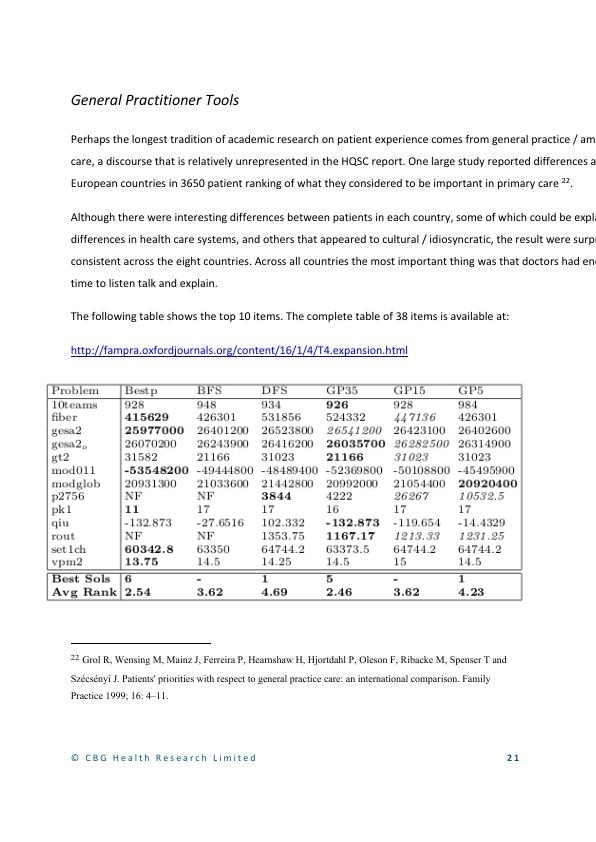 General Practitioner Tools
Perhaps the longest tradition of academic research on patient experience comes from general practice / am
care, a discourse that is relatively unrepresented in the HQSC report. One large study reported differences a
European countries in 3650 patient ranking of what they considered to be important in primary care 22.
Although there were interesting differences between patients in each country, some of which could be expla
differences in health care systems, and others that appeared to cultural / idiosyncratic, the result were surpr
consistent across the eight countries. Across all countries the most important thing was that doctors had eno
time to listen talk and explain.
The following table shows the top 10 items. The complete table of 38 items is available at:
http://fampra.oxfordjournals.org/content/16/1/4/T4.expansion.html
Problem Bestp BFS DFS GP35 GP15 GP5
10teams 928 948 934 926 928 984
fiber 415629 426301 531856 524332 447136 426301
gesa2 25977000 26401200 26523800 26541200 26423100 26402600
gesa2_o 26070200 26243900 26416200 26035700 26282500 26314900
gt2 31582 21166 31023 21166 31023 31023
mod011 -53548200 -49444800 -48489400 -52369800 -50108800 -45495900
modglob 20931300 21033600 21442800 20992000 21054400 20920400
p2756 NF NF 3844 4222 26267 10532.5
pk1 11 17 17 16 17 17
qiu -132.873 -27.6516 102.332 -132.873 -119.654 -14.4329
rout NF NF 1353.75 1167.17 1213.33 1231.25
set1ch 60342.8 63350 64744.2 63373.5 64744.2 64744.2
vpm2 13.75 14.5 14.25 14.5 15 14.5
Best Sols 6 - 1 5 - 1
Avg Rank 2.54 3.62 4.69 2.46 3.62 4.23
22 Grol R, Wensing M, Mainz J, Ferreira P, Hearnshaw H, Hjortdahl P, Oleson F, Ribacke M, Spenser T and
Szécsényi J. Patients' priorities with respect to general practice care: an international comparison. Family
Practice 1999; 16: 4–11.
© CBG Health Research Limited 21